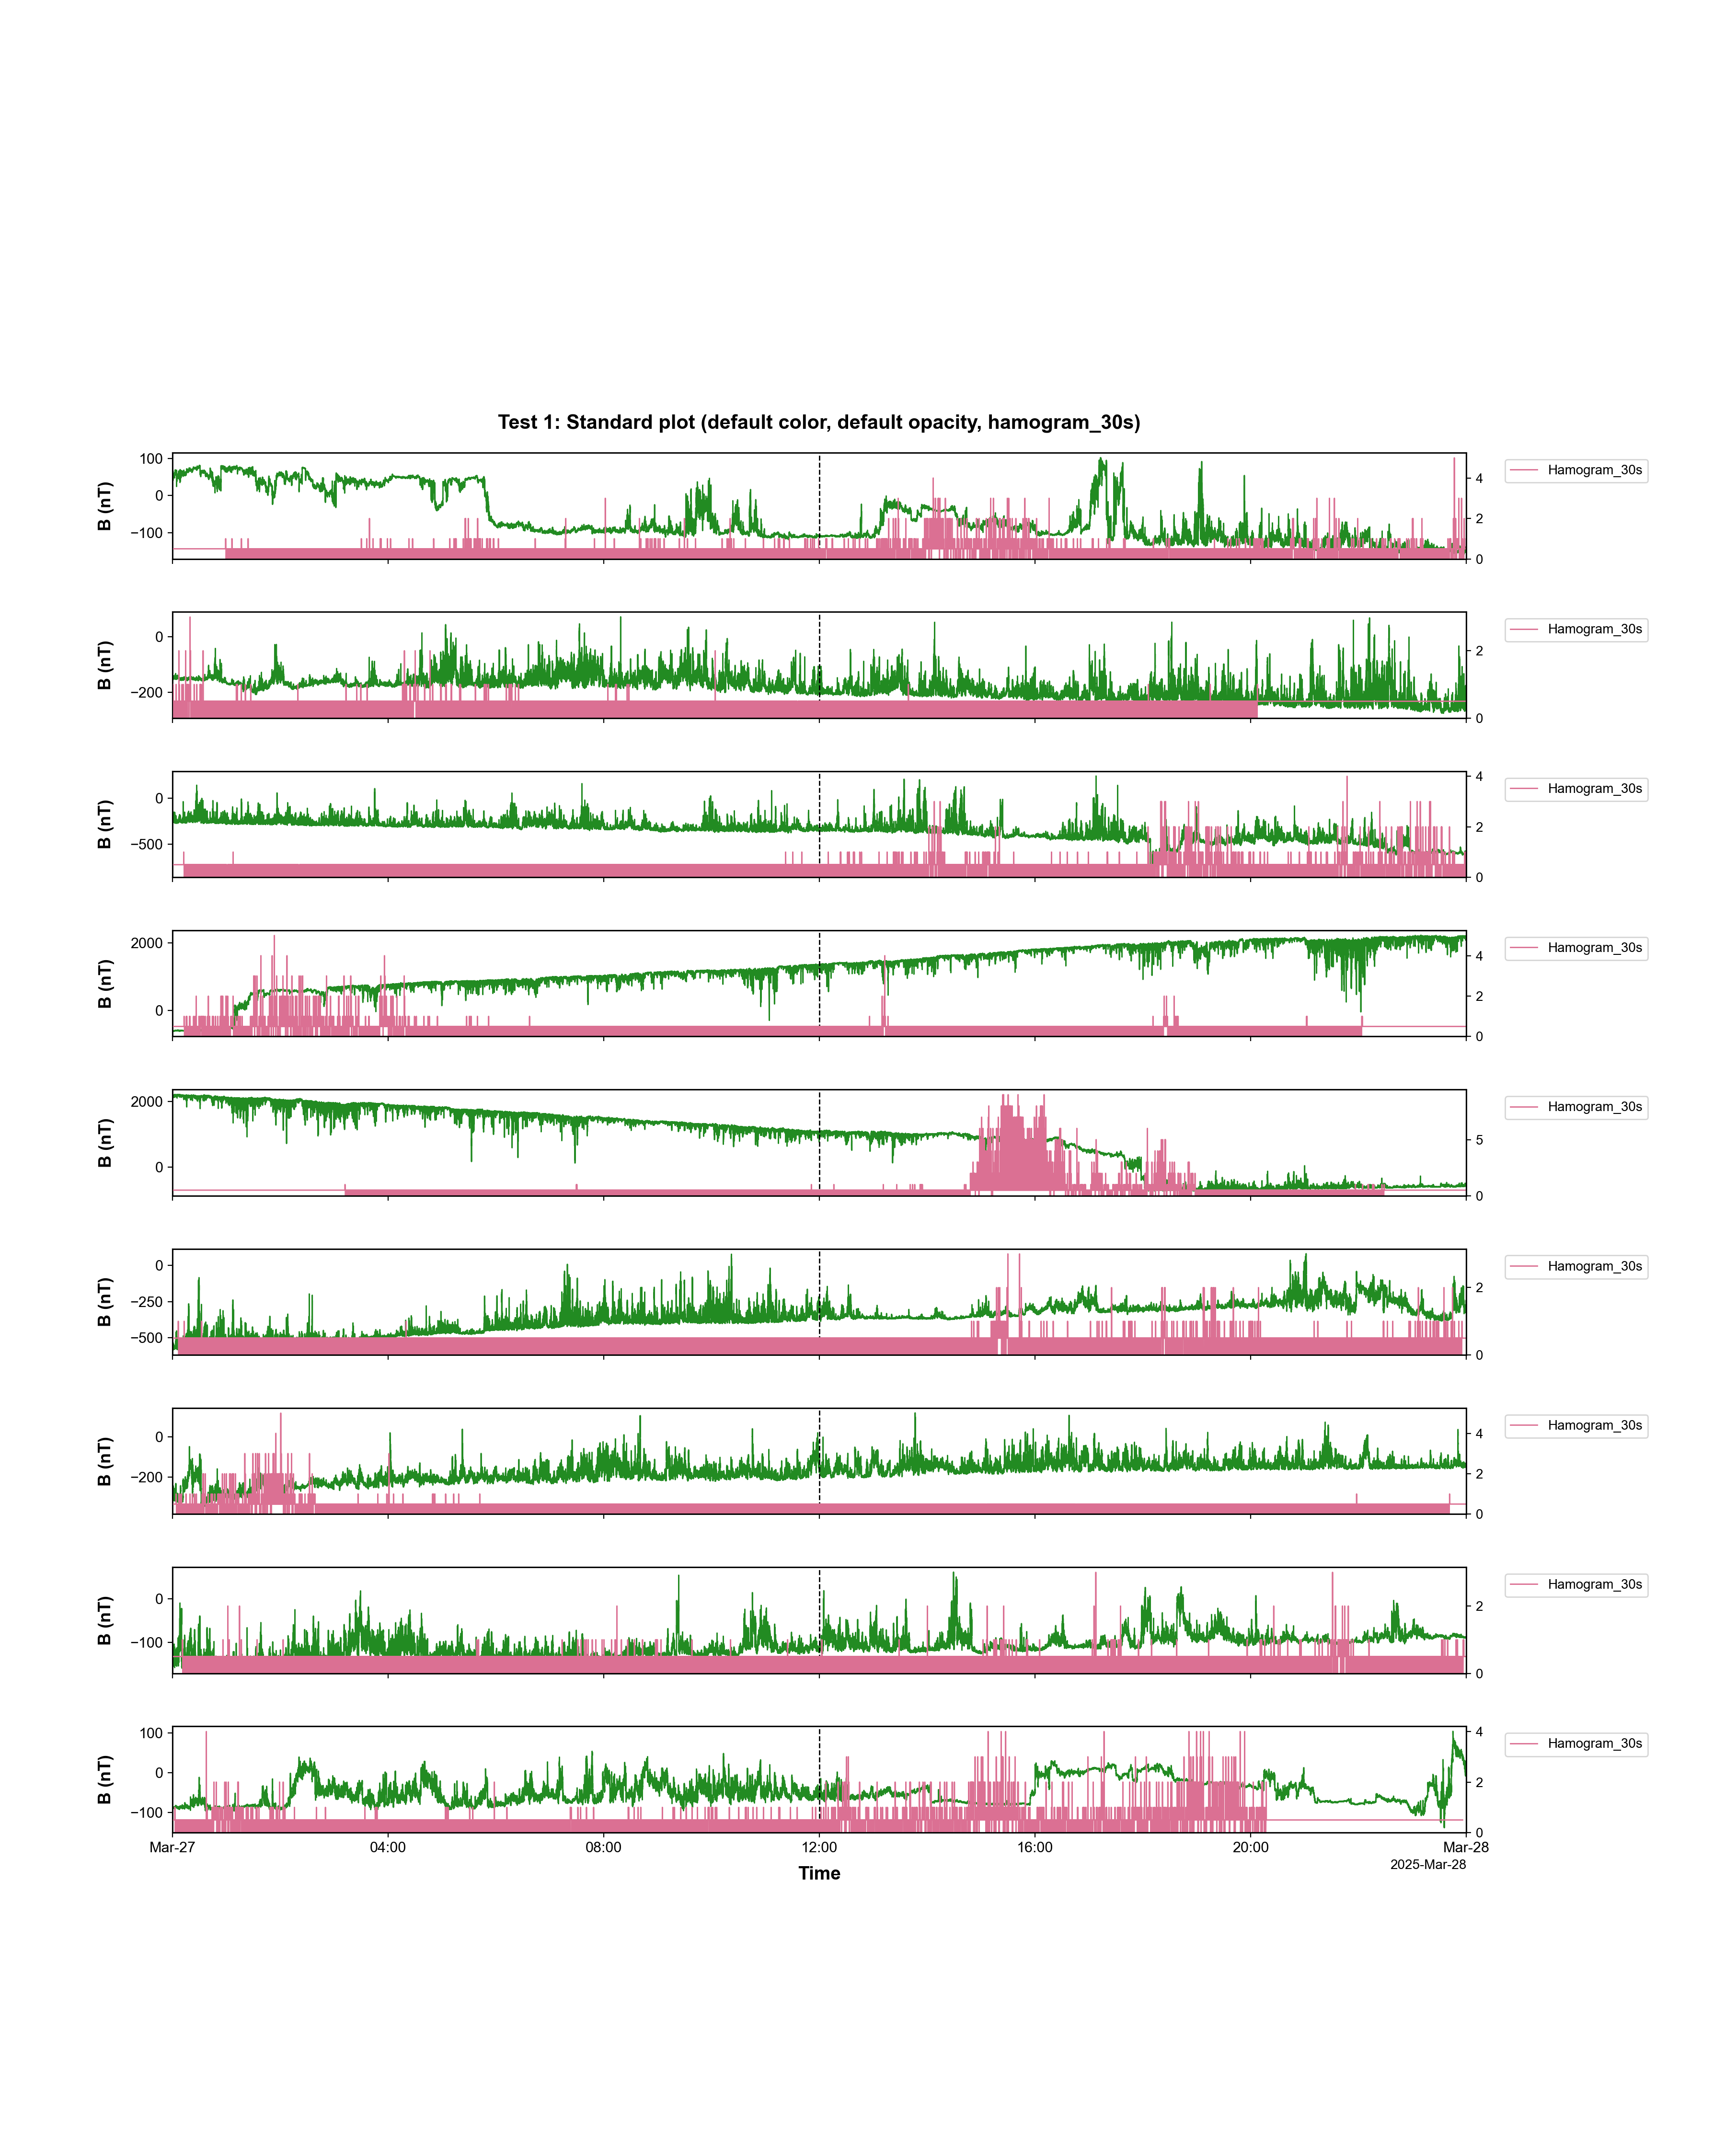 Test 1: Standard plot (default color, default opacity, hamogram_30s)
100
0
−100
B (nT)
4
2
0
Hamogram_30s
0
−200
B (nT)
2
0
Hamogram_30s
0
−500
B (nT)
4
2
0
Hamogram_30s
2000
0
B (nT)
4
2
0
Hamogram_30s
2000
0
B (nT)
5
0
Hamogram_30s
0
−250
−500
B (nT)
2
0
Hamogram_30s
0
−200
B (nT)
4
2
0
Hamogram_30s
0
−100
B (nT)
2
0
Hamogram_30s
100
0
−100
B (nT)
4
2
0
Hamogram_30s
Mar-27 04:00 08:00 12:00 16:00 20:00 Mar-28
2025-Mar-28
Time